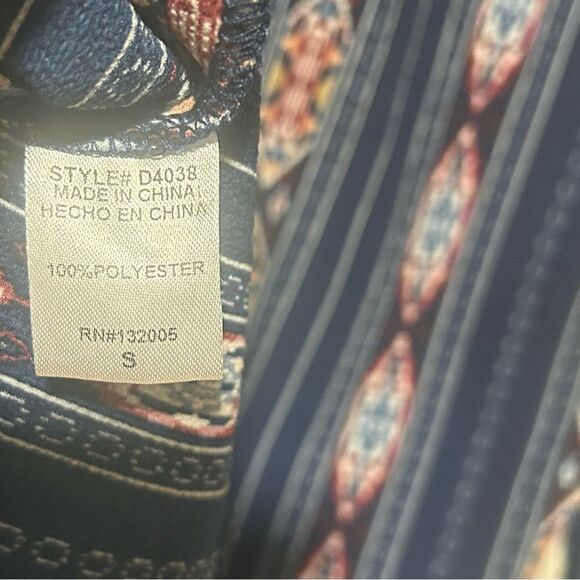 STYLE# D4038
MADE IN CHINA
HECHO EN CHINA
100%POLYESTER
RN#132005
S